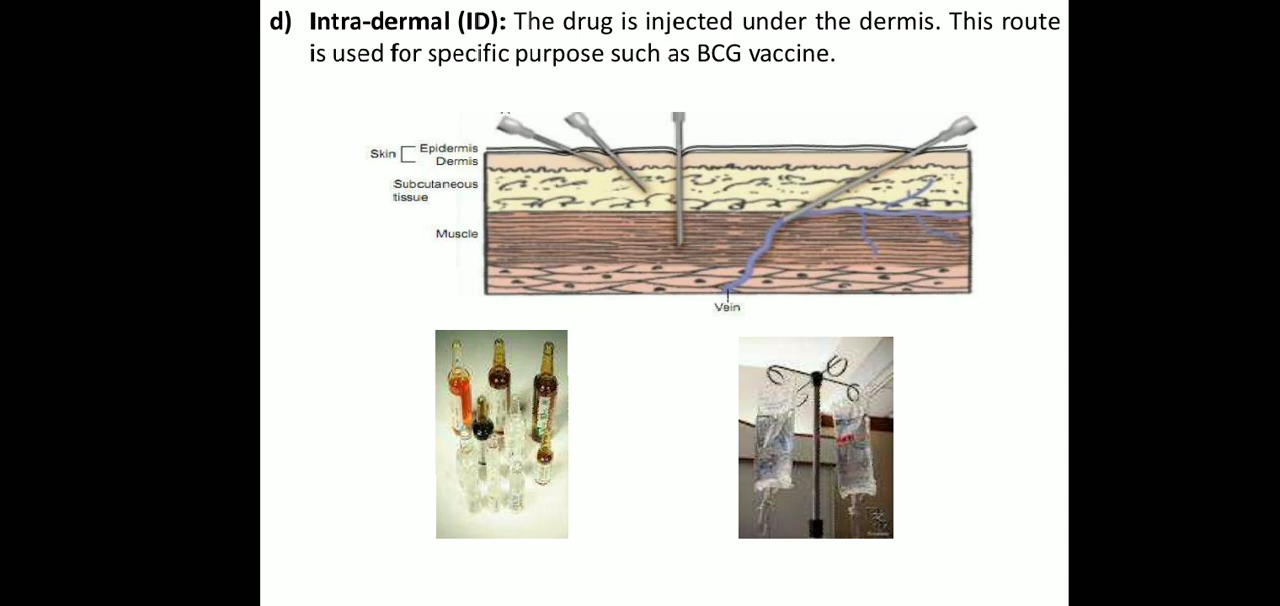 d) Intra-dermal (ID): The drug is injected under the dermis. This route
is used for specific purpose such as BCG vaccine.
Skin
Epidermis
Dermis
Subcutaneous
tissue
Muscle
Vein